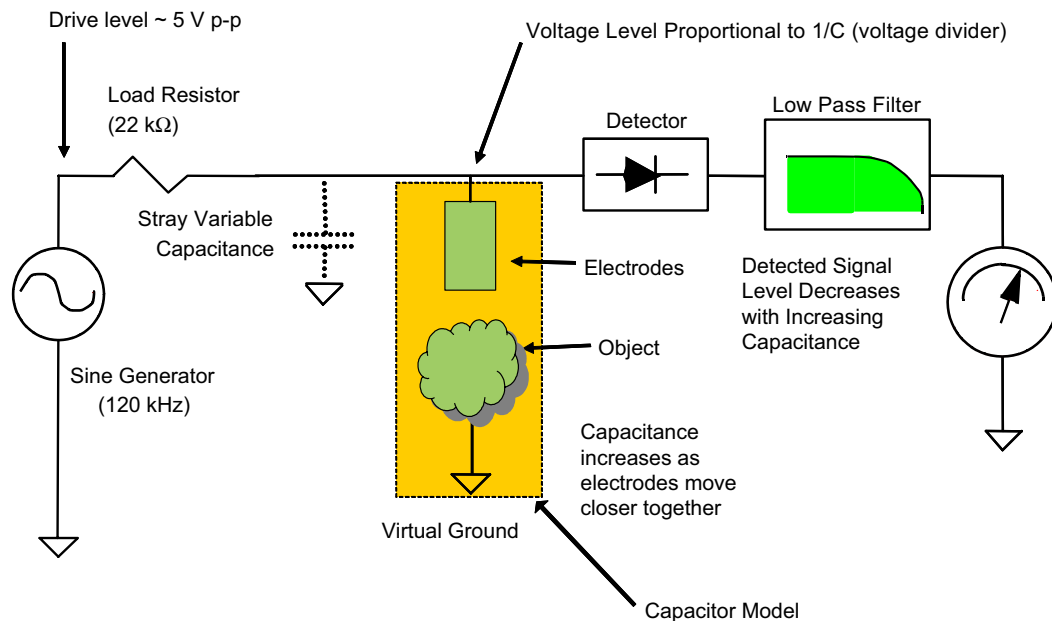 Drive level ~ 5 V p-p
Voltage Level Proportional to 1/C (voltage divider)
Load Resistor
(22 kΩ)
Detector
Low Pass Filter
Stray Variable
Capacitance
Electrodes
Detected Signal
Level Decreases
with Increasing
Capacitance
Object
Sine Generator
(120 kHz)
Capacitance
increases as
electrodes move
closer together
Virtual Ground
Capacitor Model